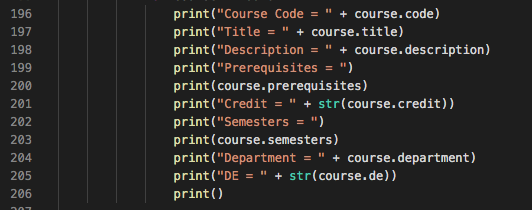 196 print("Course Code = " + course.code)
197 print("Title = " + course.title)
198 print("Description = " + course.description)
199 print("Prerequisites = ")
200 print(course.prerequisites)
201 print("Credit = " + str(course.credit))
202 print("Semesters = ")
203 print(course.semesters)
204 print("Department = " + course.department)
205 print("DE = " + str(course.de))
206 print()
207